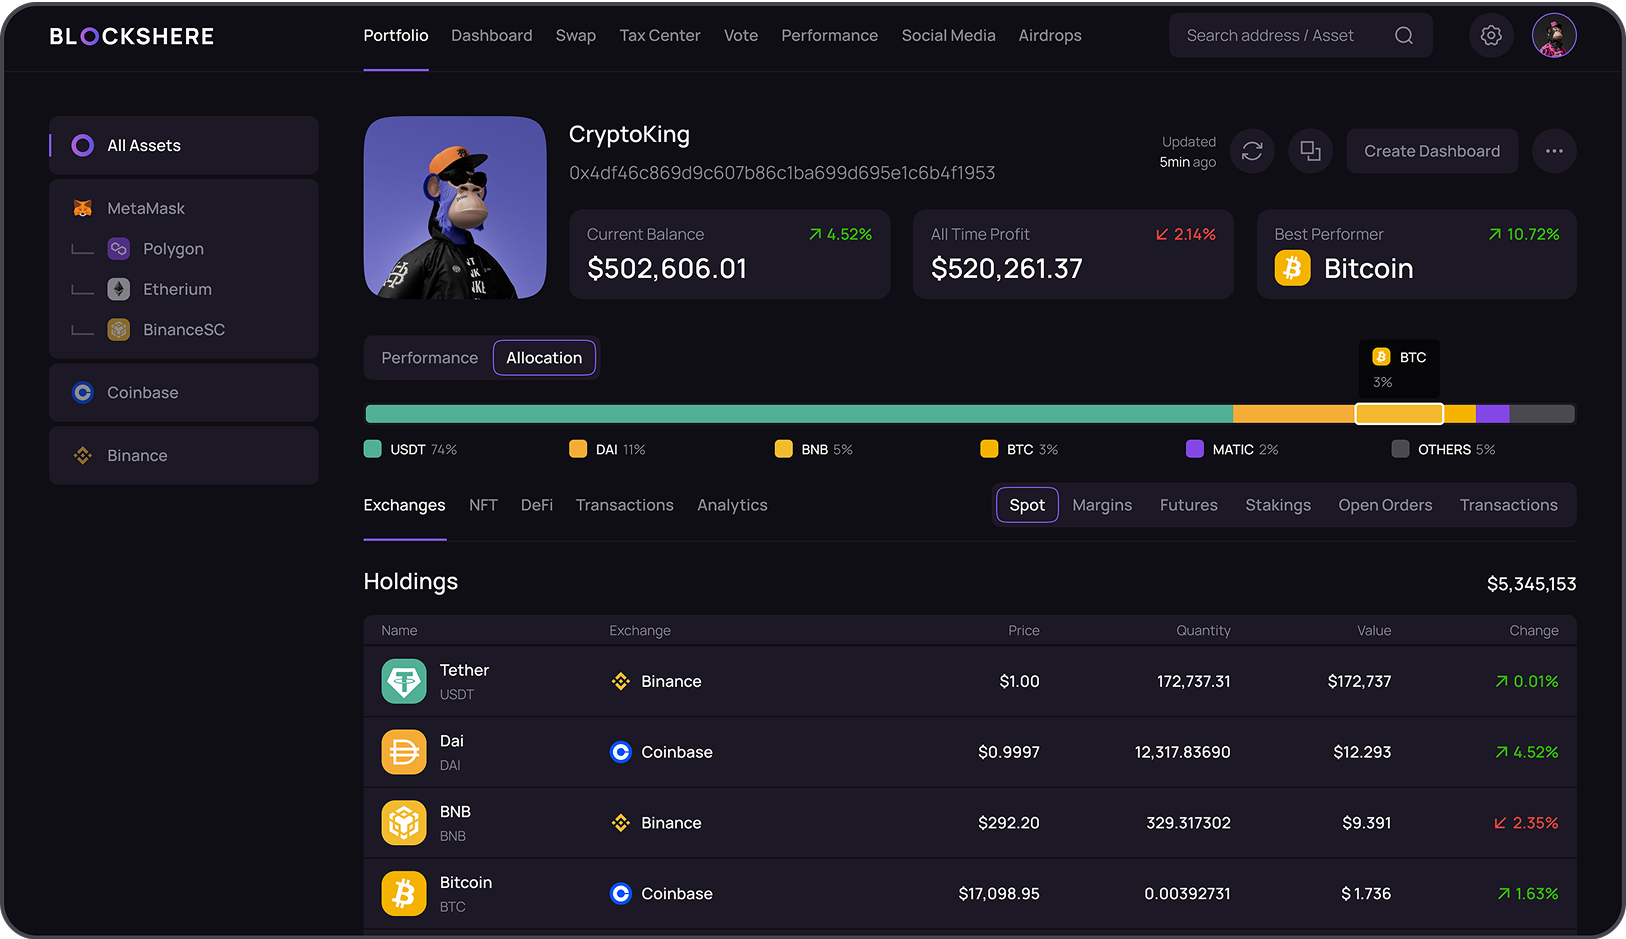 BLOCKSHERE
Portfolio Dashboard Swap Tax Center Vote Performance Social Media Airdrops
Search address / Asset
All Assets
MetaMask
Polygon
Etherium
BinanceSC
Coinbase
Binance
CryptoKing
0x4df46c869d9c607b86c1ba699d695e1c6b4f1953
Updated
5min ago
Create Dashboard
Current Balance 4.52%
$502,606.01
All Time Profit 2.14%
$520,261.37
Best Performer 10.72%
Bitcoin
Performance Allocation
BTC
3%
USDT 74% DAI 11% BNB 5% BTC 3% MATIC 2% OTHERS 5%
Exchanges NFT DeFi Transactions Analytics
Spot Margins Futures Stakings Open Orders Transactions
Holdings
$5,345,153
Name Exchange Price Quantity Value Change
Tether
USDT
Binance $1.00 172,737.31 $172,737 0.01%
Dai
DAI
Coinbase $0.9997 12,317.83690 $12.293 4.52%
BNB
BNB
Binance $292.20 329.317302 $9.391 2.35%
Bitcoin
BTC
Coinbase $17,098.95 0.00392731 $ 1.736 1.63%